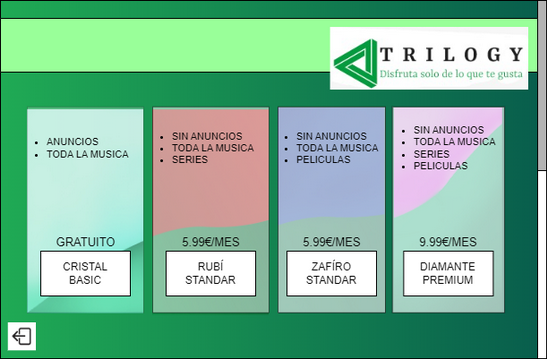 TRILOGY
Disfruta solo de lo que te gusta
ANUNCIOS
TODA LA MUSICA
GRATUITO
CRISTAL
BASIC
SIN ANUNCIOS
TODA LA MUSICA
SERIES
5.99€/MES
RUBÍ
STANDAR
SIN ANUNCIOS
TODA LA MUSICA
PELICULAS
5.99€/MES
ZAFÍRO
STANDAR
SIN ANUNCIOS
TODA LA MUSICA
SERIES
PELICULAS
9.99€/MES
DIAMANTE
PREMIUM